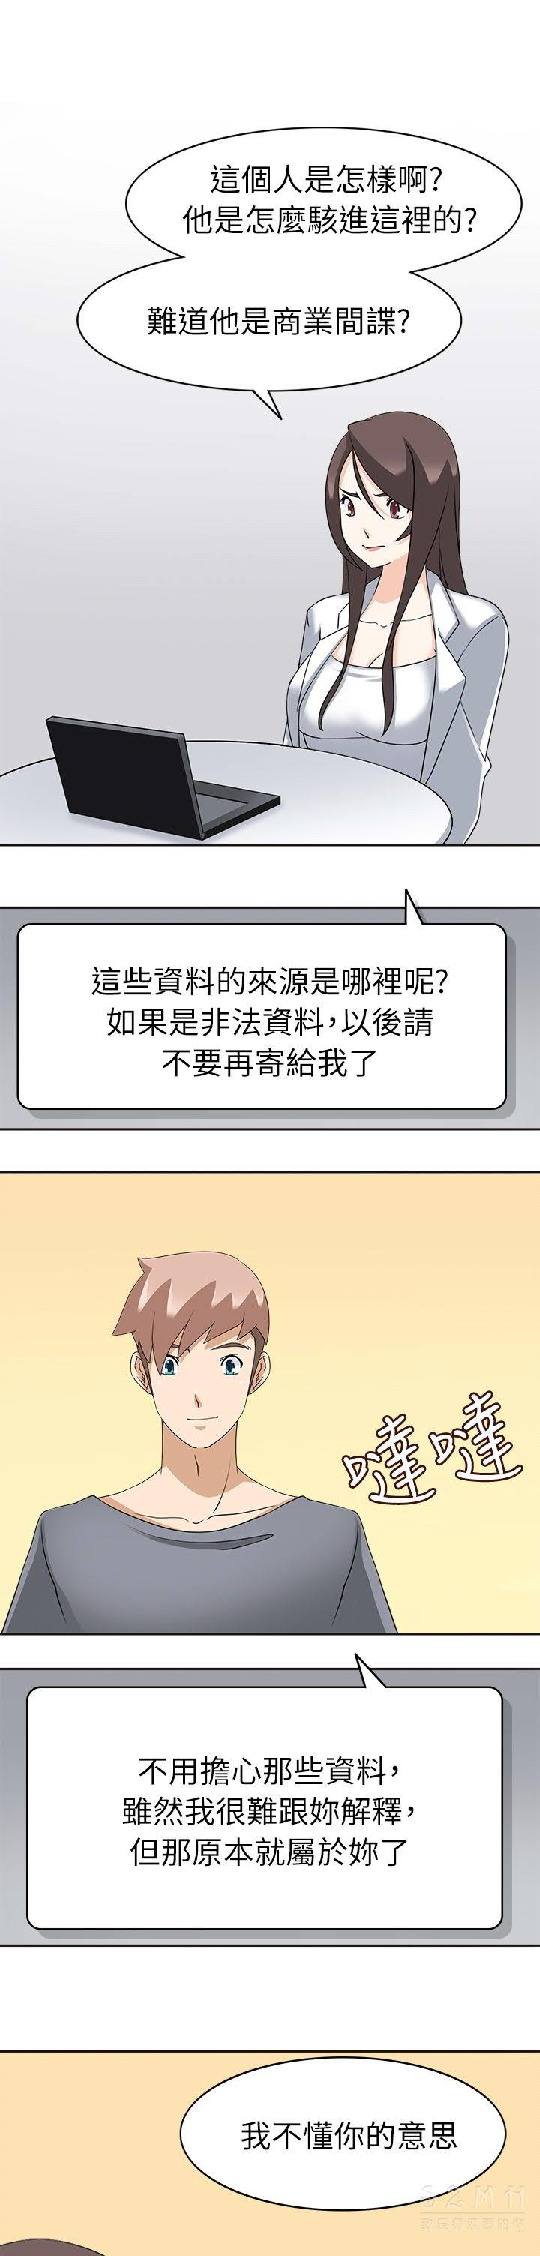 這個人是怎樣啊?
他是怎麼駭進這裡的?
難道他是商業間諜?
這些資料的來源是哪裡呢?
如果是非法資料,以後請
不要再寄給我了
噠噠
不用擔心那些資料,
雖然我很難跟妳解釋,
但那原本就屬於妳了
我不懂你的意思